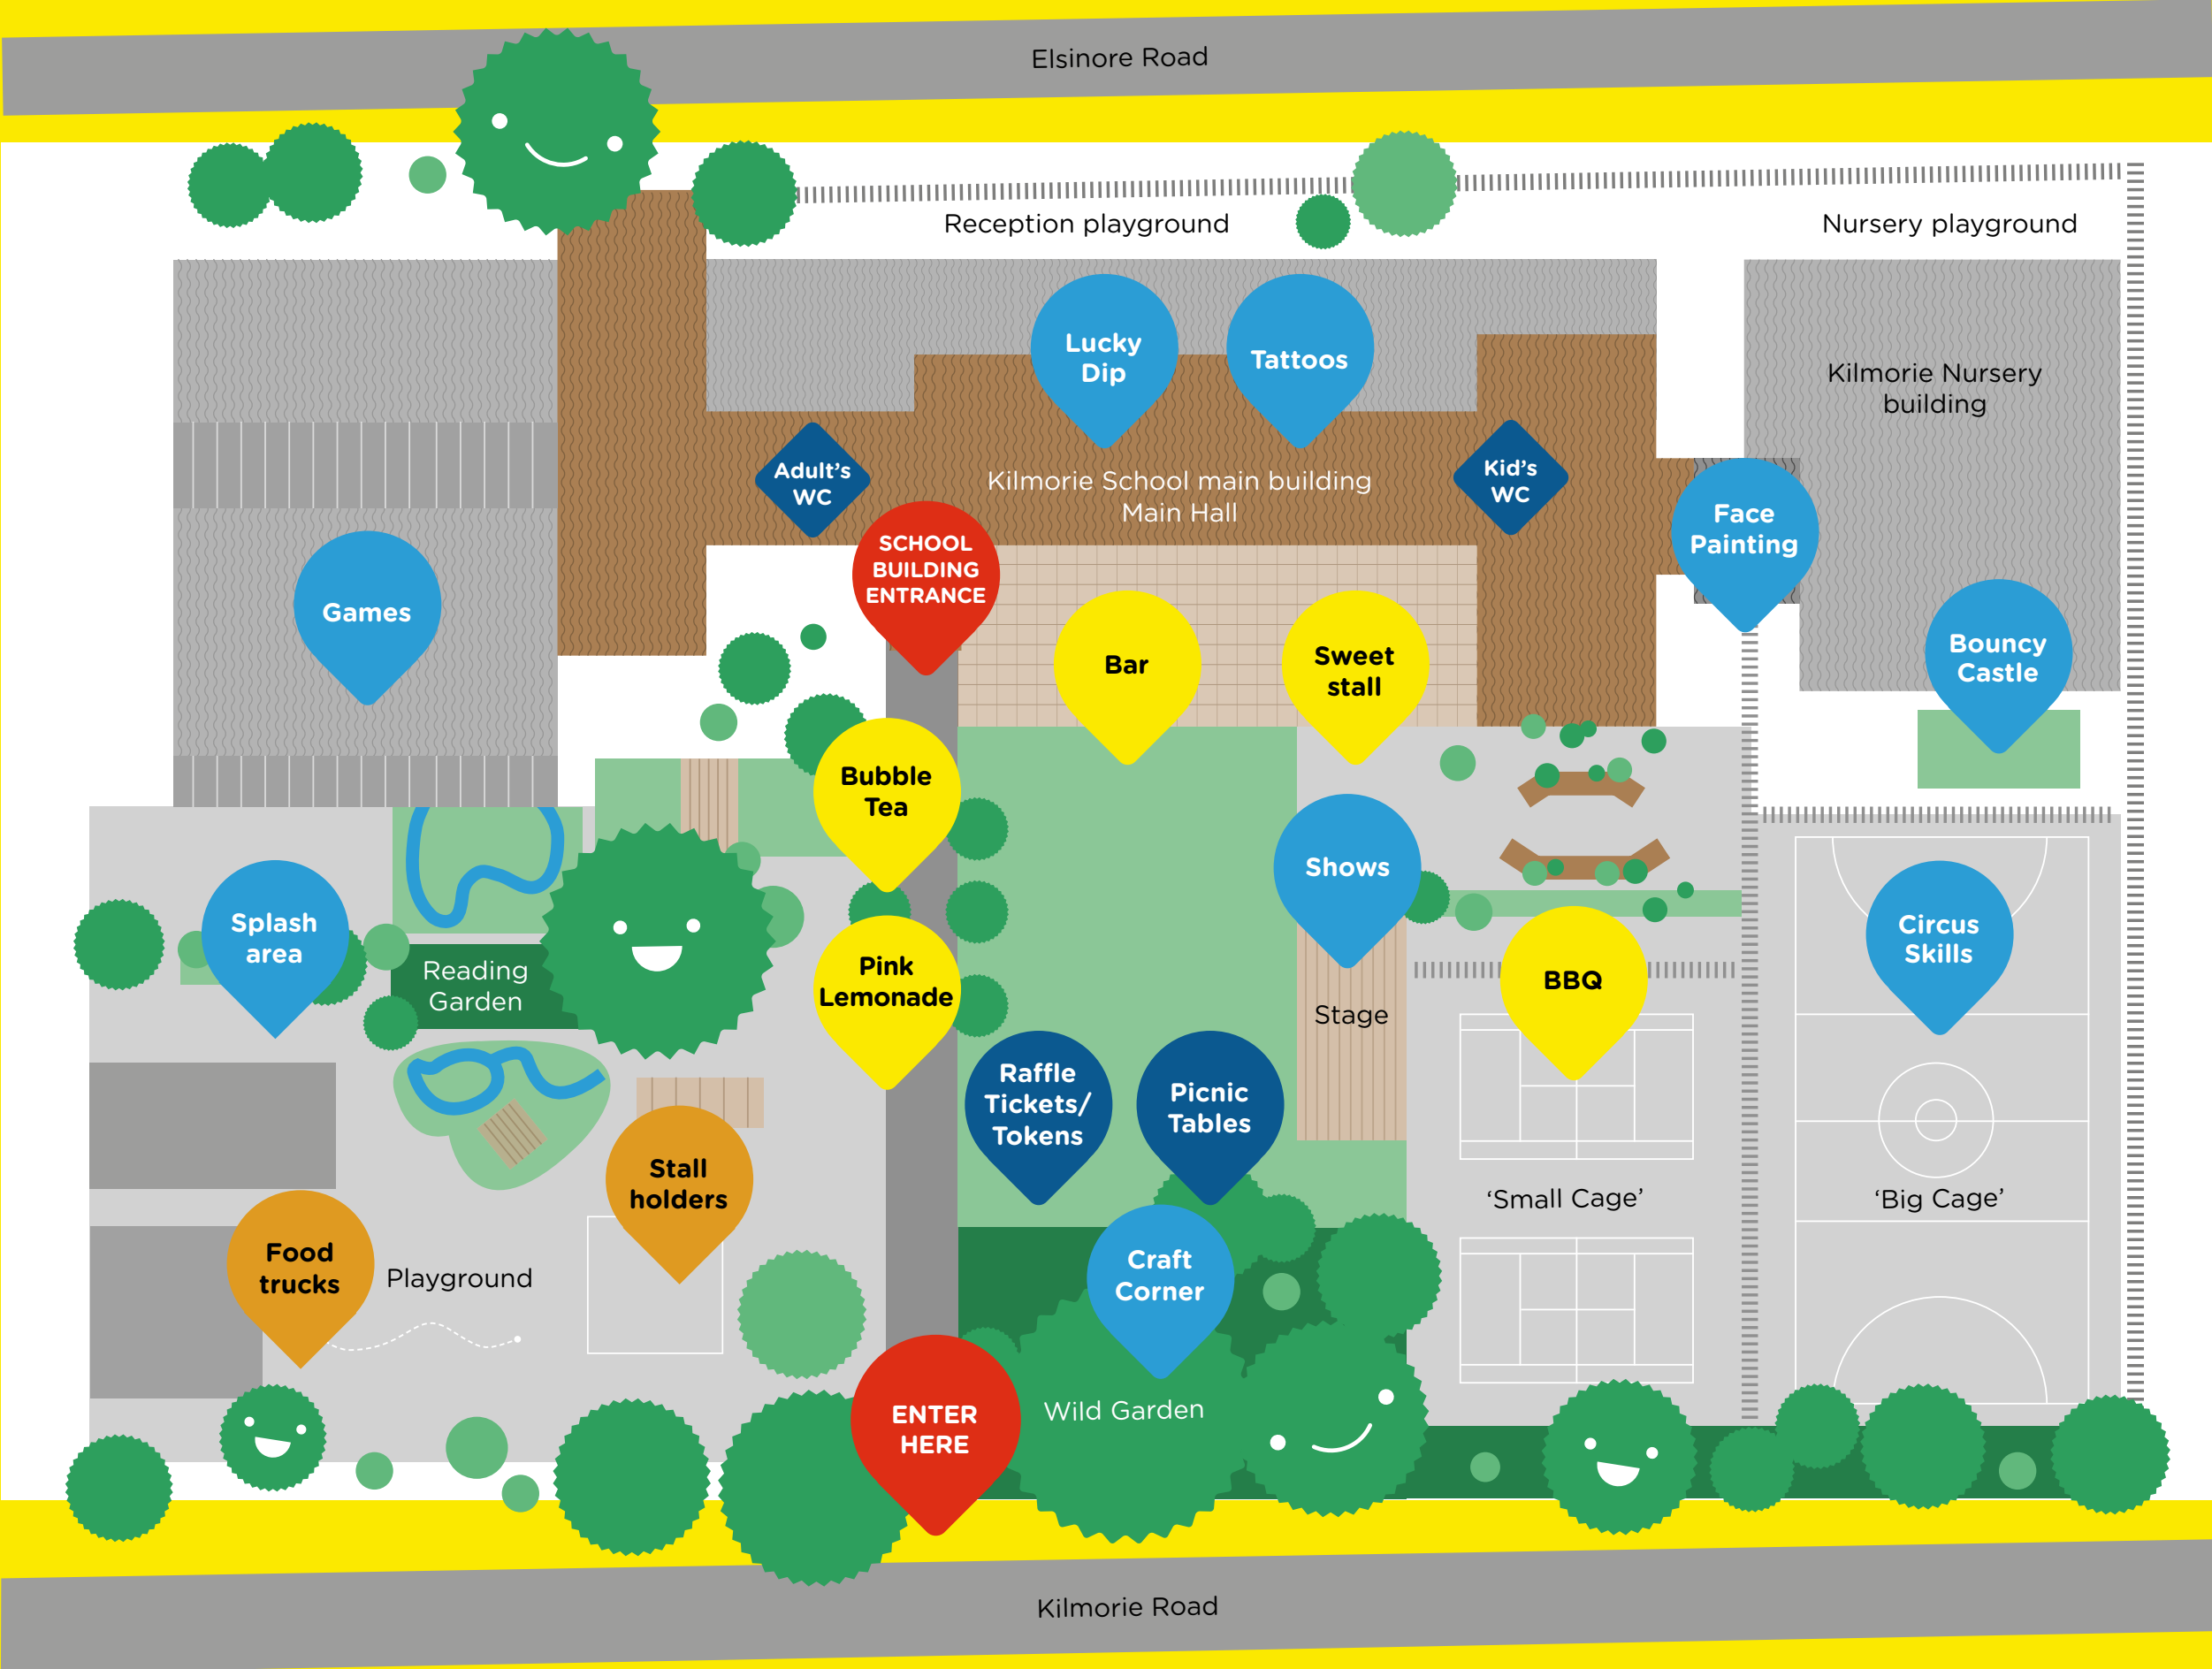 Elsinore Road
Reception playground
Nursery playground
Lucky
Dip
Tattoos
Kilmorie Nursery
building
Adult's
WC
Kilmorie School main building
Main Hall
Kid's
WC
Face
Painting
SCHOOL
BUILDING
ENTRANCE
Games
Bar
Sweet
stall
Bouncy
Castle
Bubble
Tea
Shows
Splash
area
Reading
Garden
Pink
Lemonade
BBQ
Circus
Skills
Stage
Raffle
Tickets/
Tokens
Picnic
Tables
Stall
holders
‘Small Cage’
‘Big Cage’
Food
trucks
Playground
Craft
Corner
ENTER
HERE
Wild Garden
Kilmorie Road